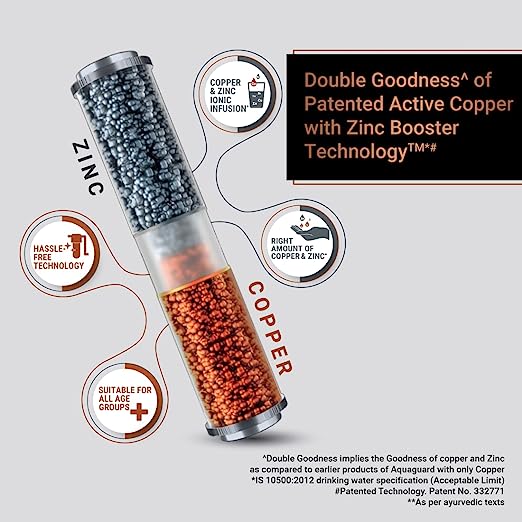 Double Goodness^ of
Patented Active Copper
with Zinc Booster
Technology™*#
COPPER
& ZINC
IONIC
INFUSION*
ZINC
HASSLE-
FREE
TECHNOLOGY
RIGHT
AMOUNT OF
COPPER & ZINC*
COPPER
SUITABLE FOR
ALL AGE
GROUPS
^Double Goodness implies the Goodness of copper and Zinc
as compared to earlier products of Aquaguard with only Copper
*IS 10500:2012 drinking water specification (Acceptable Limit)
#Patented Technology. Patent No. 332771
**As per ayurvedic texts